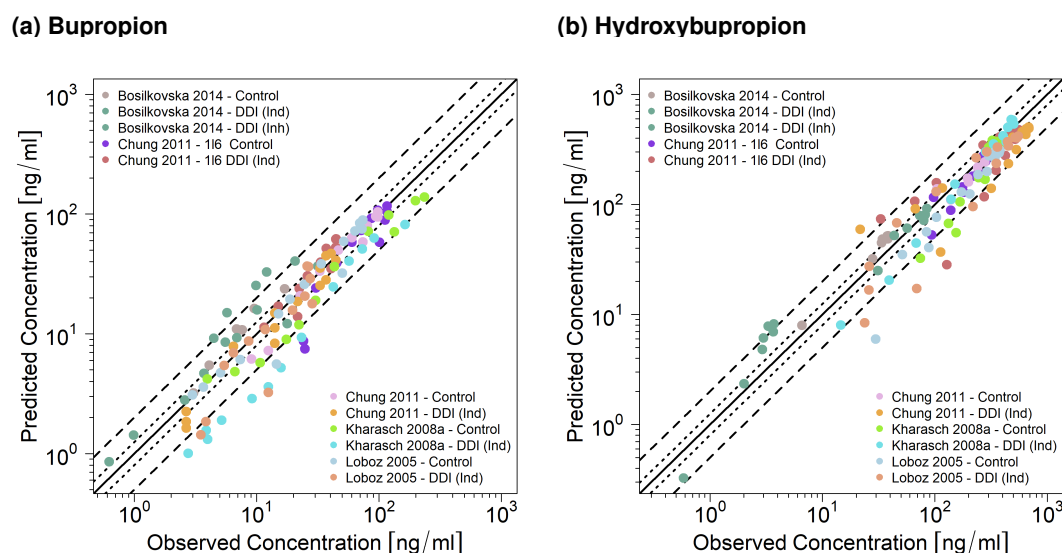 (a) Bupropion
(b) Hydroxybupropion
10³
10²
10¹
10⁰
Predicted Concentration [ng/ml]
Bosilkovska 2014 - Control
Bosilkovska 2014 - DDI (Ind)
Bosilkovska 2014 - DDI (Inh)
Chung 2011 - 1I6 Control
Chung 2011 - 1I6 DDI (Ind)
Chung 2011 - Control
Chung 2011 - DDI (Ind)
Kharasch 2008a - Control
Kharasch 2008a - DDI (Ind)
Loboz 2005 - Control
Loboz 2005 - DDI (Ind)
10⁰ 10¹ 10² 10³
Observed Concentration [ng/ml]
10³
10²
10¹
10⁰
Predicted Concentration [ng/ml]
Bosilkovska 2014 - Control
Bosilkovska 2014 - DDI (Ind)
Bosilkovska 2014 - DDI (Inh)
Chung 2011 - 1I6 Control
Chung 2011 - 1I6 DDI (Ind)
Chung 2011 - Control
Chung 2011 - DDI (Ind)
Kharasch 2008a - Control
Kharasch 2008a - DDI (Ind)
Loboz 2005 - Control
Loboz 2005 - DDI (Ind)
10⁰ 10¹ 10² 10³
Observed Concentration [ng/ml]